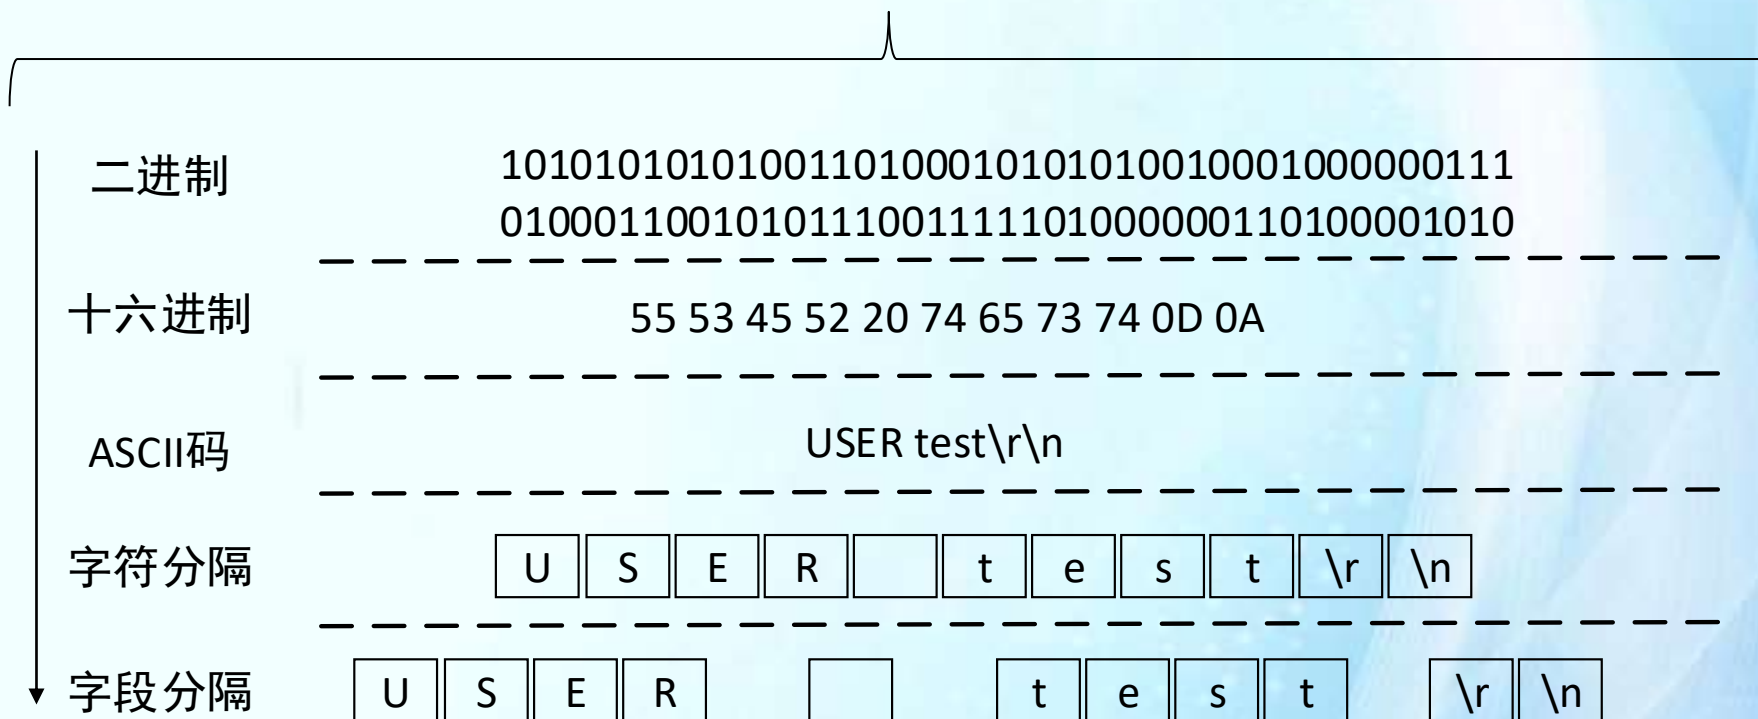 二进制
1010101010100110100010101010010001000000111
0100011001010111001111101000000110100001010
十六进制
55 53 45 52 20 74 65 73 74 0D 0A
ASCII码
USER test\r\n
字符分隔
U S E R t e s t \r \n
字段分隔
U S E R t e s t \r \n